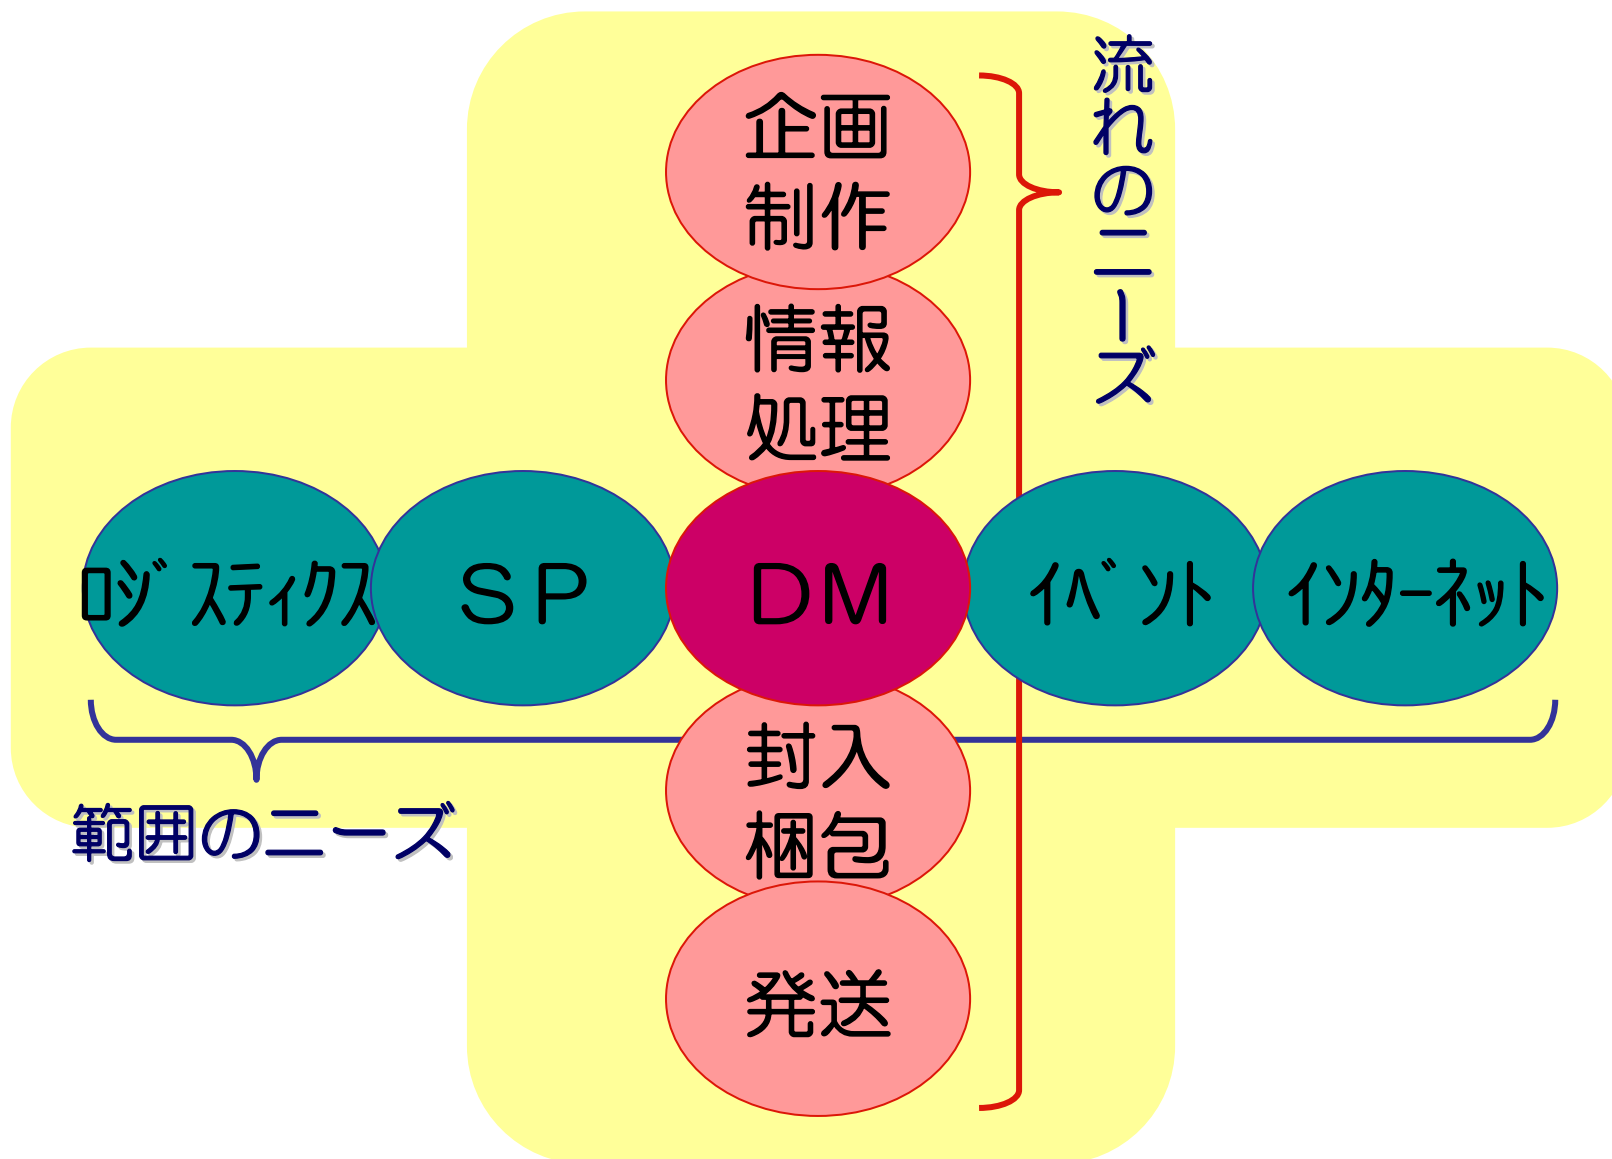 企画
制作
流れのニーズ
情報
処理
ﾛｼﾞｽﾃｨｸｽ
ＳＰ
ＤＭ
ｲﾍﾞﾝﾄ
ｲﾝﾀｰﾈｯﾄ
封入
梱包
範囲のニーズ
発送